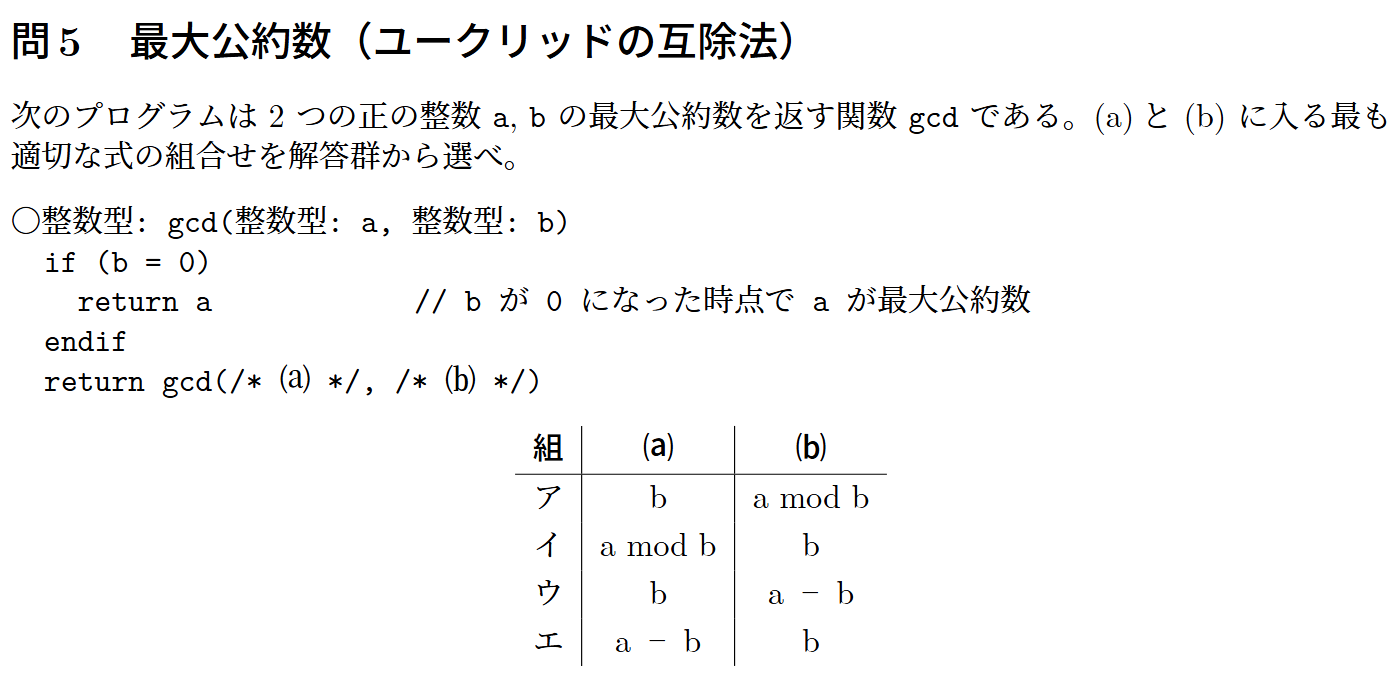 問5　最大公約数（ユークリッドの互除法）
次のプログラムは 2 つの正の整数 a, b の最大公約数を返す関数 gcd である。(a) と (b) に入る最も
適切な式の組合せを解答群から選べ。
○整数型: gcd(整数型: a, 整数型: b)
if (b = 0)
return a // b が 0 になった時点で a が最大公約数
endif
return gcd(/* (a) */, /* (b) */)
組 (a) (b)
ア b a mod b
イ a mod b b
ウ b a − b
エ a − b b